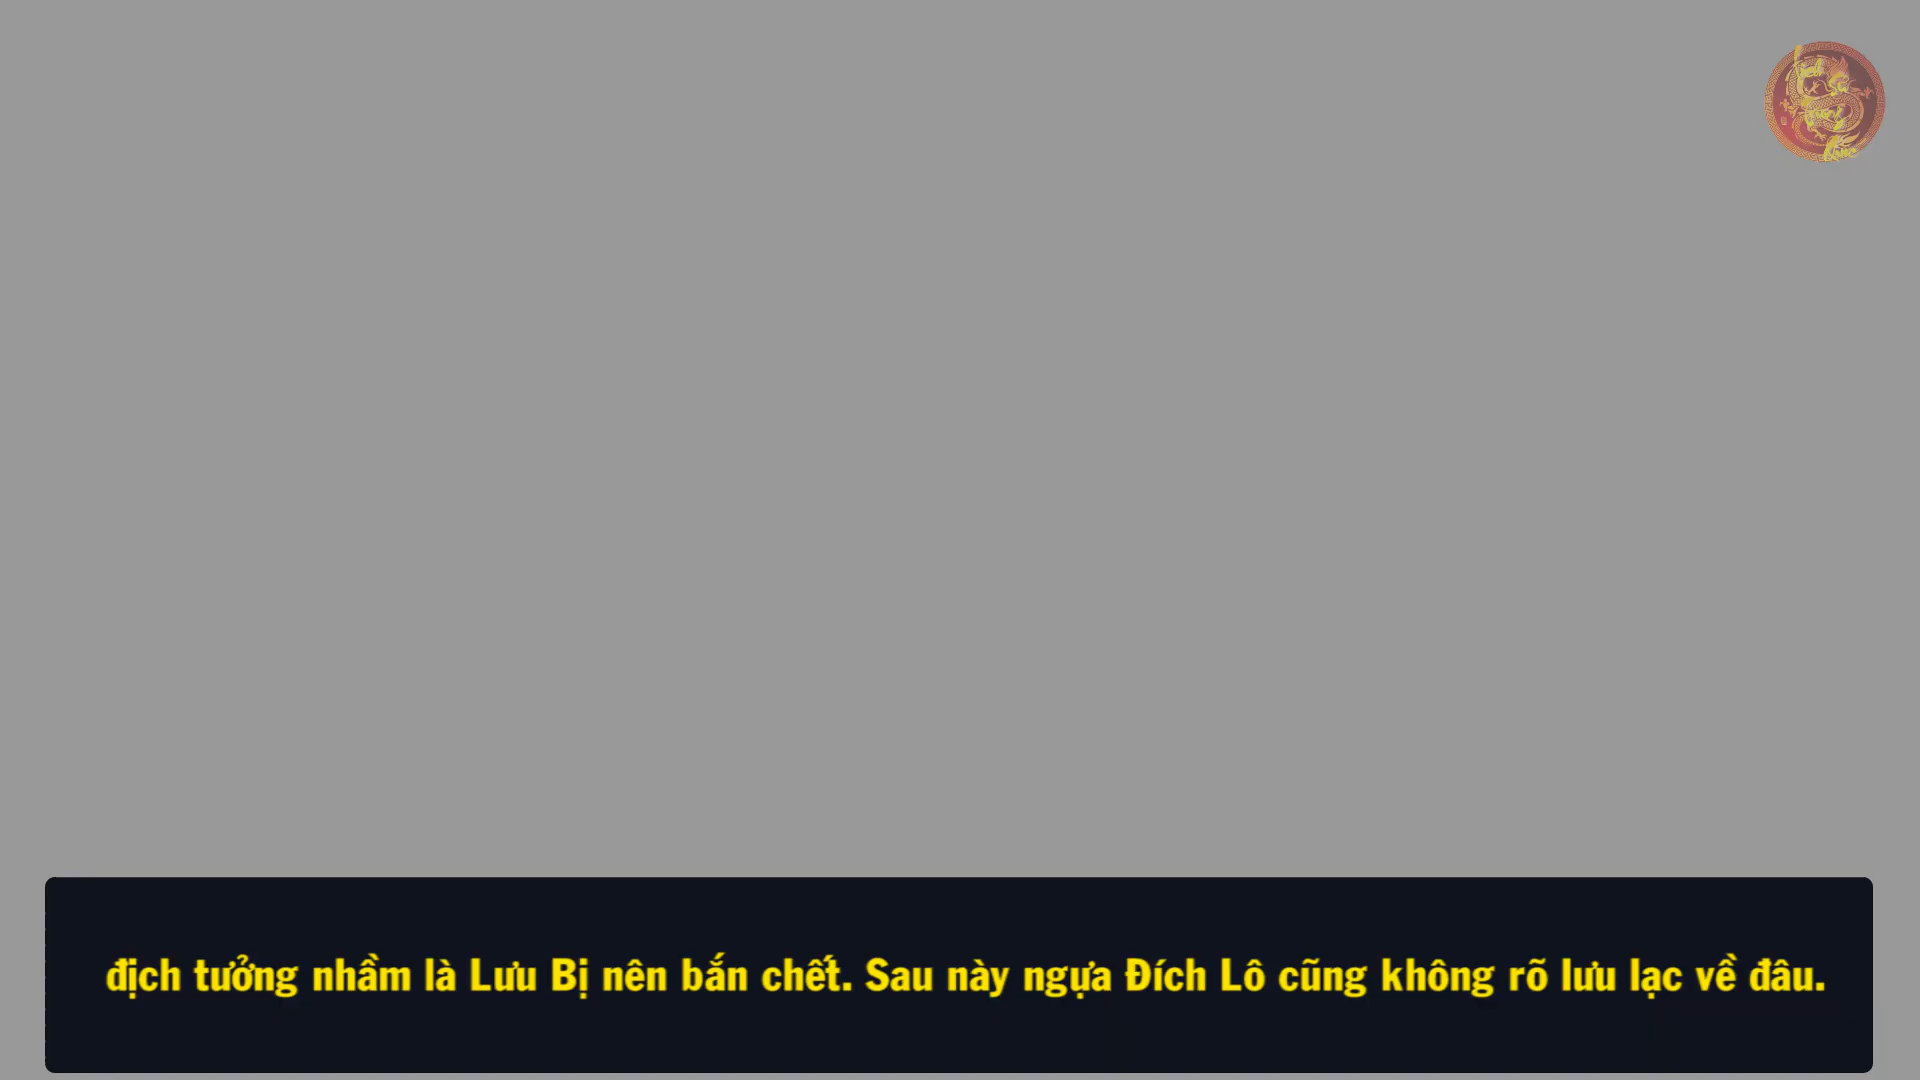 địch tưởng nhầm là Lưu Bị nên bắn chết. Sau này ngựa Đích Lô cũng không rõ lưu lạc về đâu.